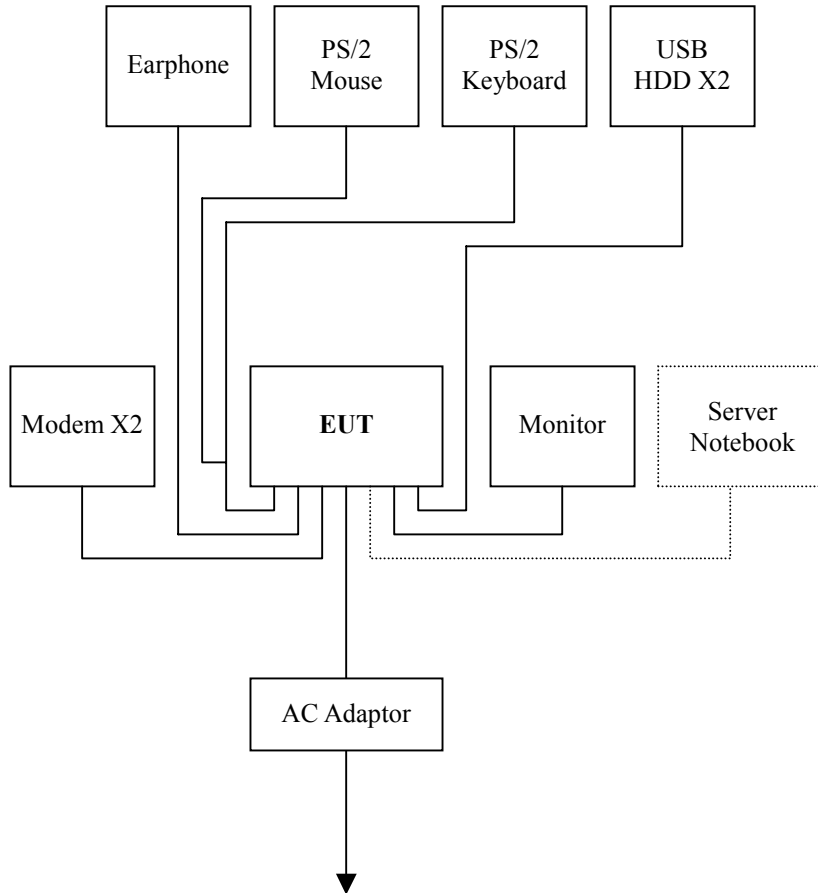 Earphone
PS/2
Mouse
PS/2
Keyboard
USB
HDD X2
Modem X2
EUT
Monitor
Server
Notebook
AC Adaptor